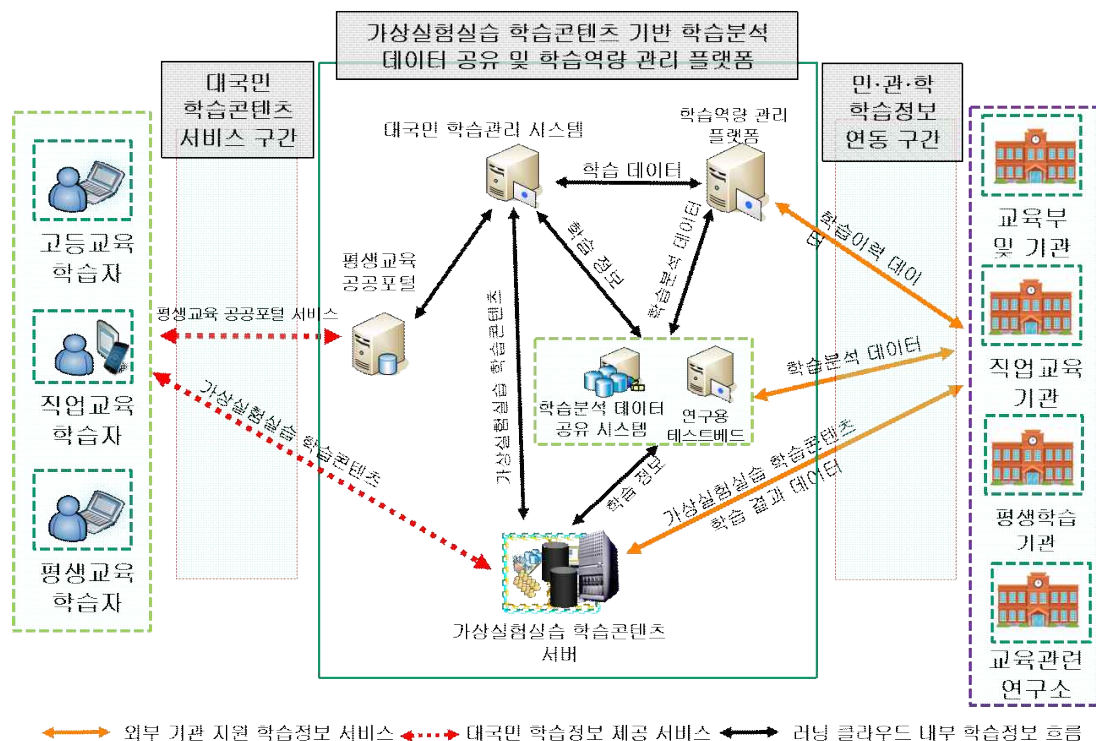 가상실험실습 학습콘텐츠 기반 학습분석
데이터 공유 및 학습역량 관리 플랫폼
대국민
학습콘텐츠
서비스 구간
민·관·학
학습정보
연동 구간
고등교육
학습자
직업교육
학습자
평생교육
학습자
대국민 학습관리 시스템
학습역량 관리
플랫폼
학습 데이터
평생교육
공공포털
평생교육 공공포털 서비스
가상실험실습 학습콘텐츠
가상실험실습 학습콘텐츠
학습 정보
학습분석 데이터
학습분석 데이터
공유 시스템
연구용
테스트베드
학습 정보
가상실험실습 학습콘텐츠
서버
학습이력 데이
터
학습분석 데이터
가상실험실습 학습콘텐츠
학습 결과 데이터
교육부
및 기관
직업교육
기관
평생학습
기관
교육관련
연구소
외부 기관 지원 학습정보 서비스
대국민 학습정보 제공 서비스
러닝 클라우드 내부 학습정보 흐름